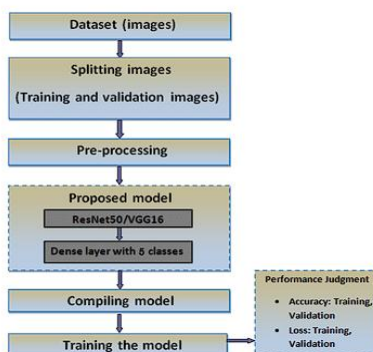 Dataset (images)
Splitting images
(Training and validation images)
Pre-processing
Proposed model
ResNet50/VGG16
Dense layer with δ classes
Compiling model
Performance Judgment
• Accuracy: Training,
Validation
• Loss: Training,
Validation
Training the model